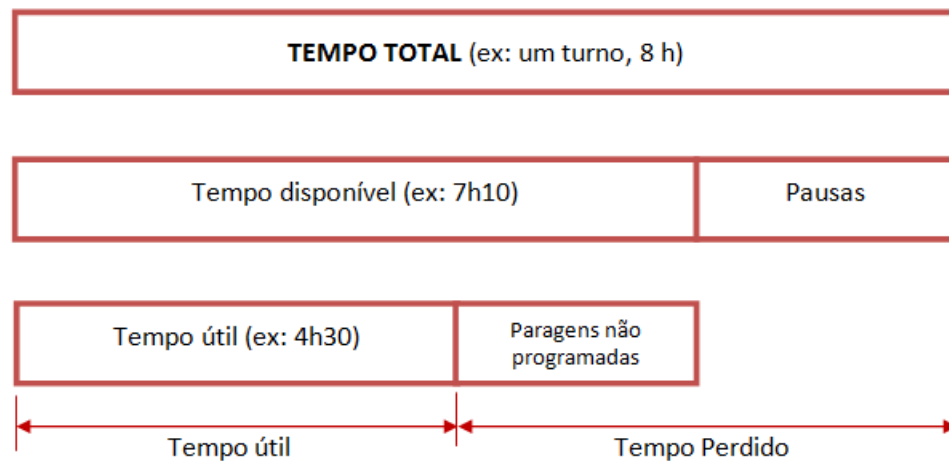 TEMPO TOTAL (ex: um turno, 8 h)
Tempo disponível (ex: 7h10)
Pausas
Tempo útil (ex: 4h30)
Paragens não
programadas
Tempo útil
Tempo Perdido